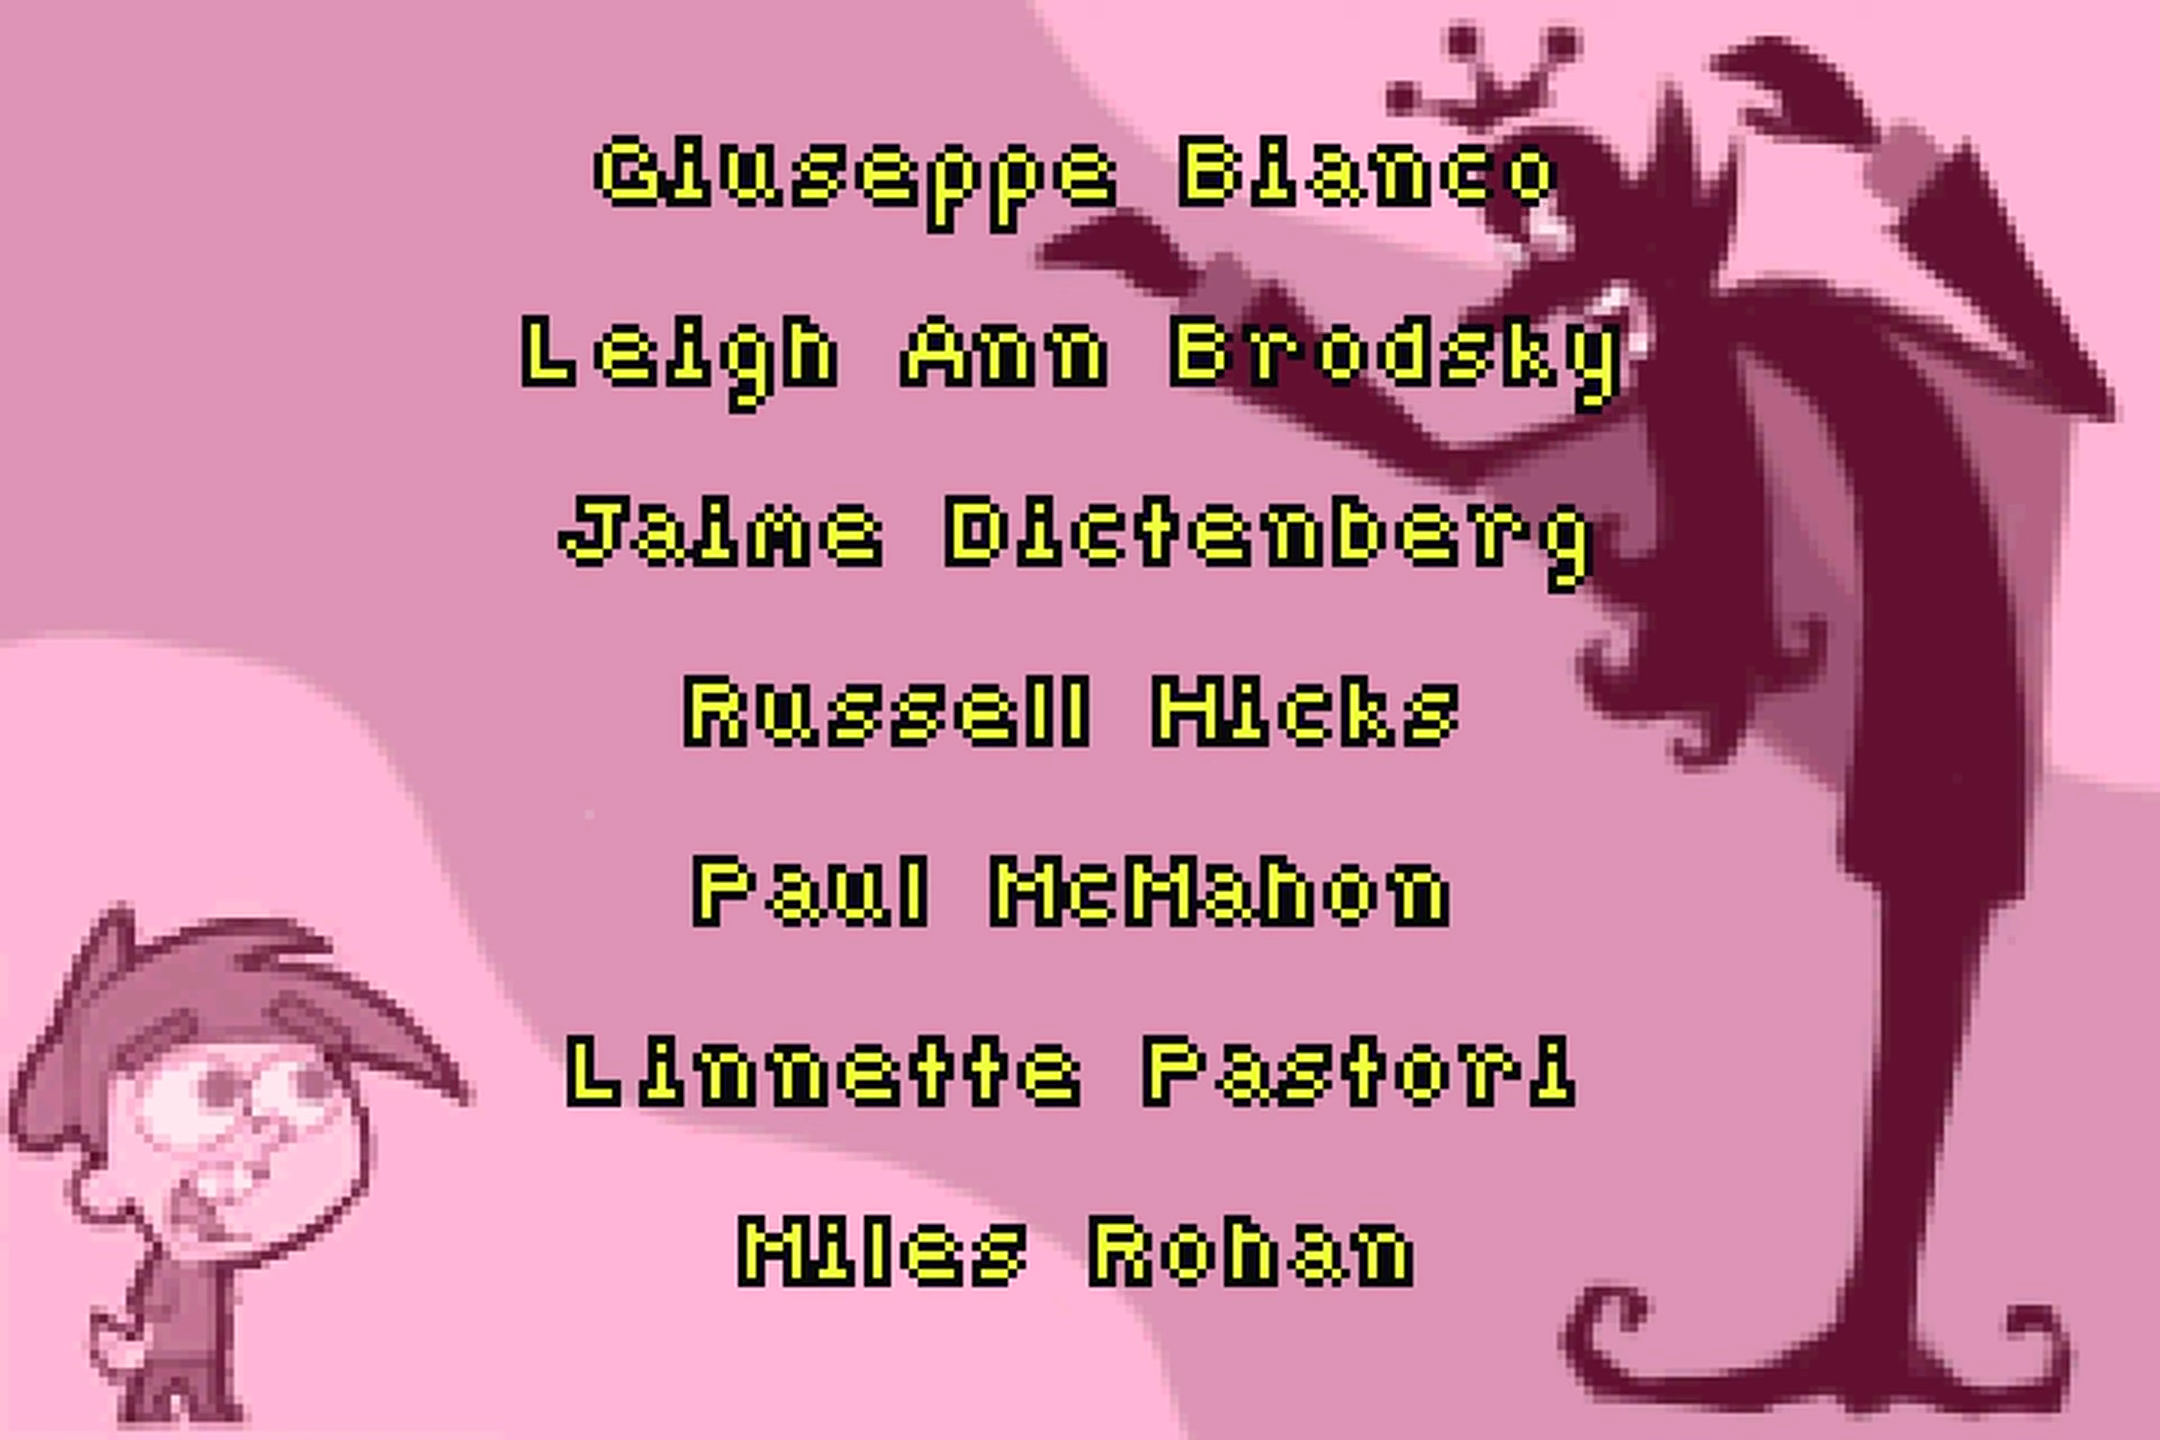 Giuseppe Bianco
Leigh Ann Brodsky
Jaime Dictenberg
Russell Hicks
Paul McMahon
Linnette Pastori
Miles Rohan